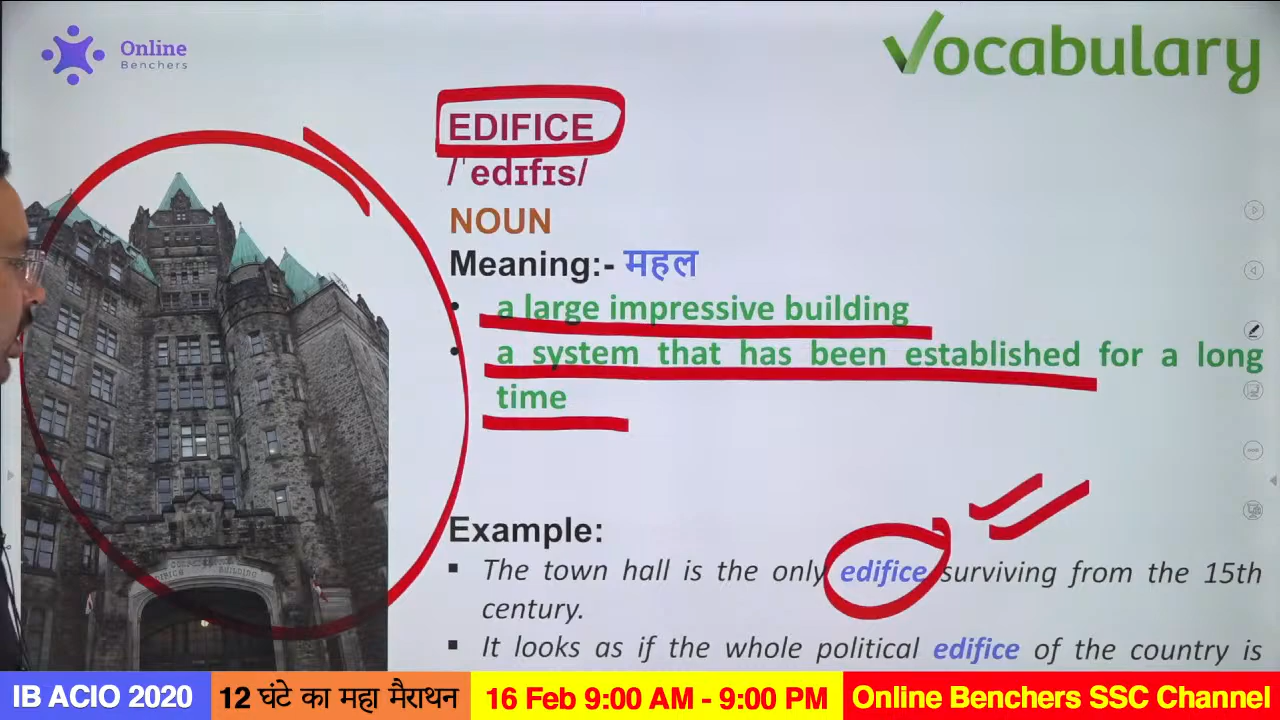 Online
Benchers
Vocabulary
EDIFICE
/ˈedɪfɪs/
NOUN
Meaning:- महल
• a large impressive building
• a system that has been established for a long
time
Example:
▪ The town hall is the only edifice surviving from the 15th
century.
▪ It looks as if the whole political edifice of the country is
IB ACIO 2020
12 घंटे का महा मैराथन
16 Feb 9:00 AM - 9:00 PM
Online Benchers SSC Channel